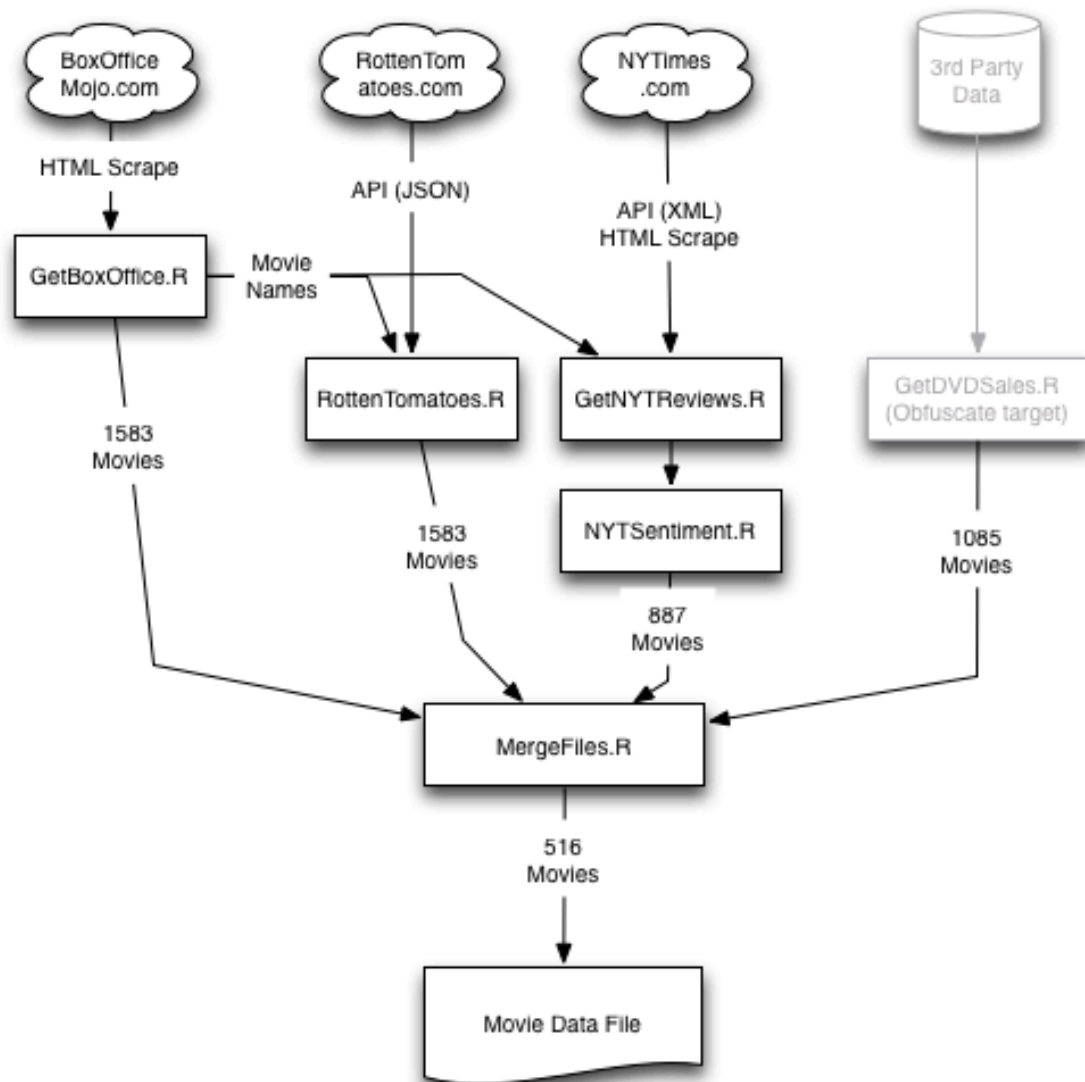 BoxOffice
Mojo.com
RottenTom
atoes.com
NYTimes
.com
3rd Party
Data
HTML Scrape
API (JSON)
API (XML)
HTML Scrape
GetBoxOffice.R
Movie
Names
RottenTomatoes.R
GetNYTReviews.R
GetDVDSales.R
(Obfuscate target)
1583
Movies
1583
Movies
NYTSentiment.R
1085
Movies
887
Movies
MergeFiles.R
516
Movies
Movie Data File